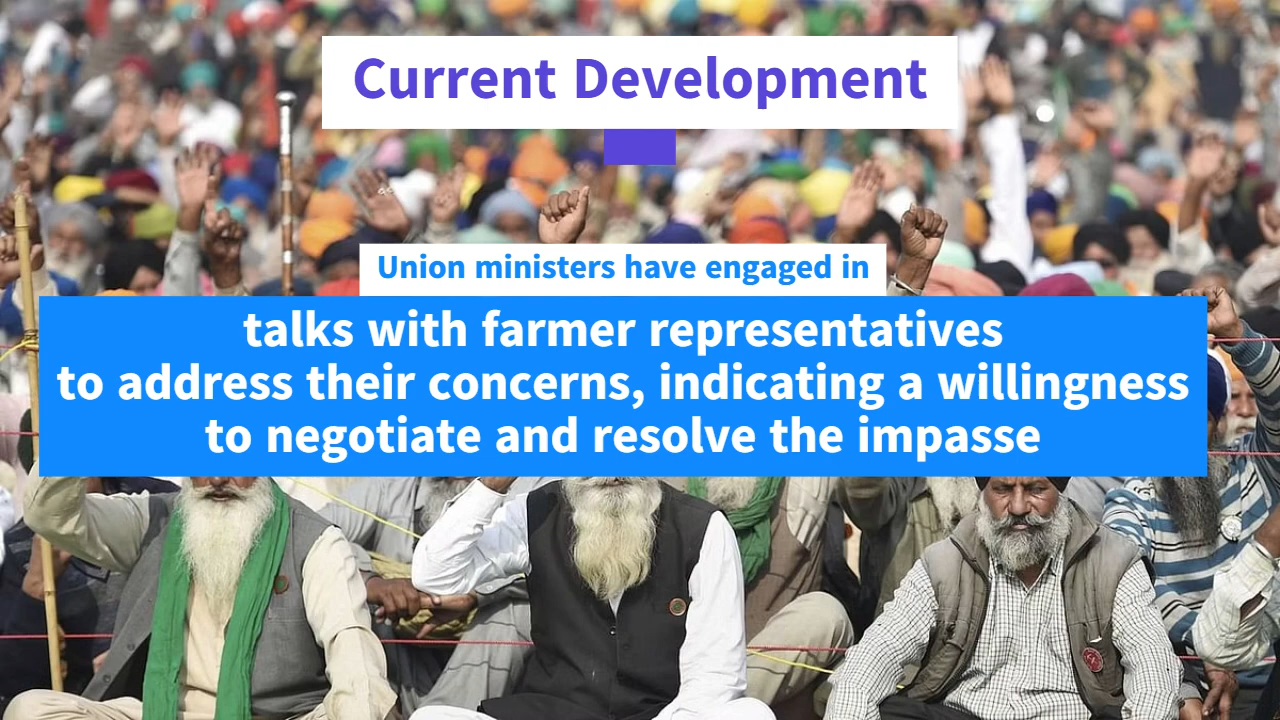 Current Development
Union ministers have engaged in
talks with farmer representatives
to address their concerns, indicating a willingness
to negotiate and resolve the impasse